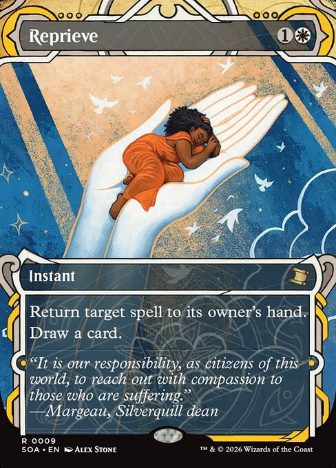 Reprieve 1
Instant
Return target spell to its owner's hand.
Draw a card.
“It is our responsibility, as citizens of this
world, to reach out with compassion to
those who are suffering.”
—Margeau, Silverquill dean
R 0009
SOA • EN ALEX STONE
™ & © 2026 Wizards of the Coast